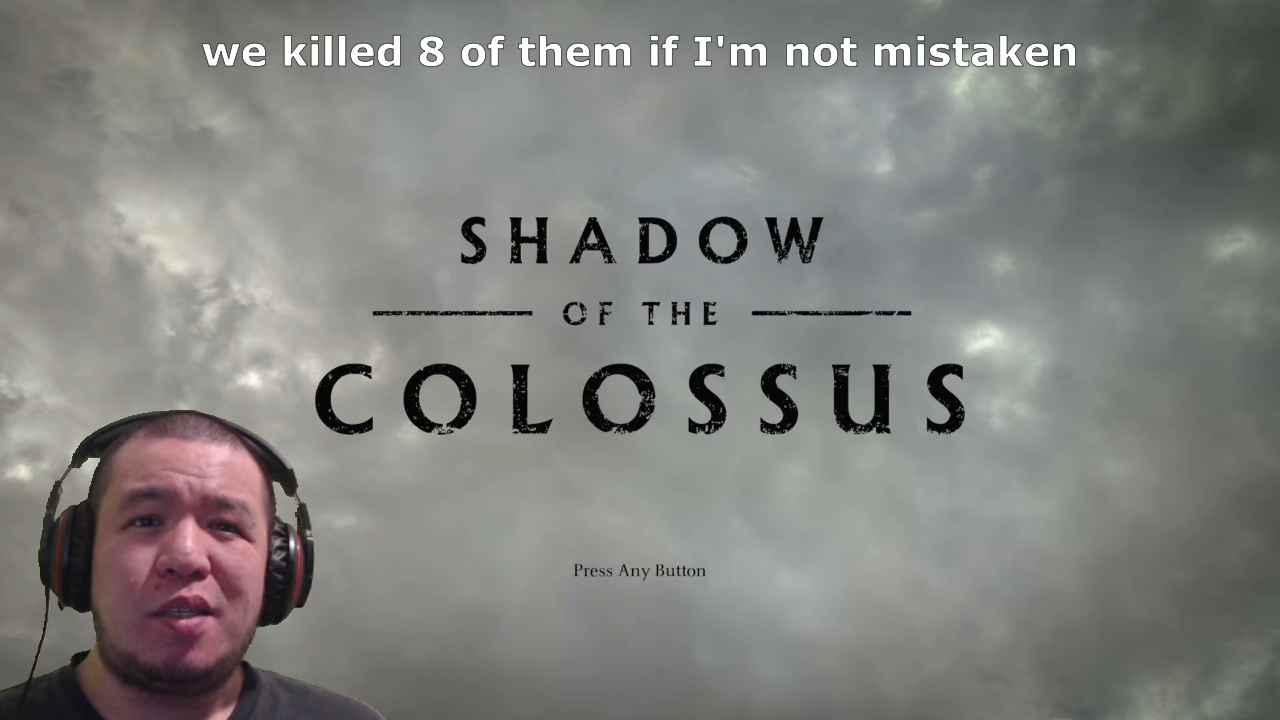 we killed 8 of them if I'm not mistaken
SHADOW
OF THE
COLOSSUS
Press Any Button